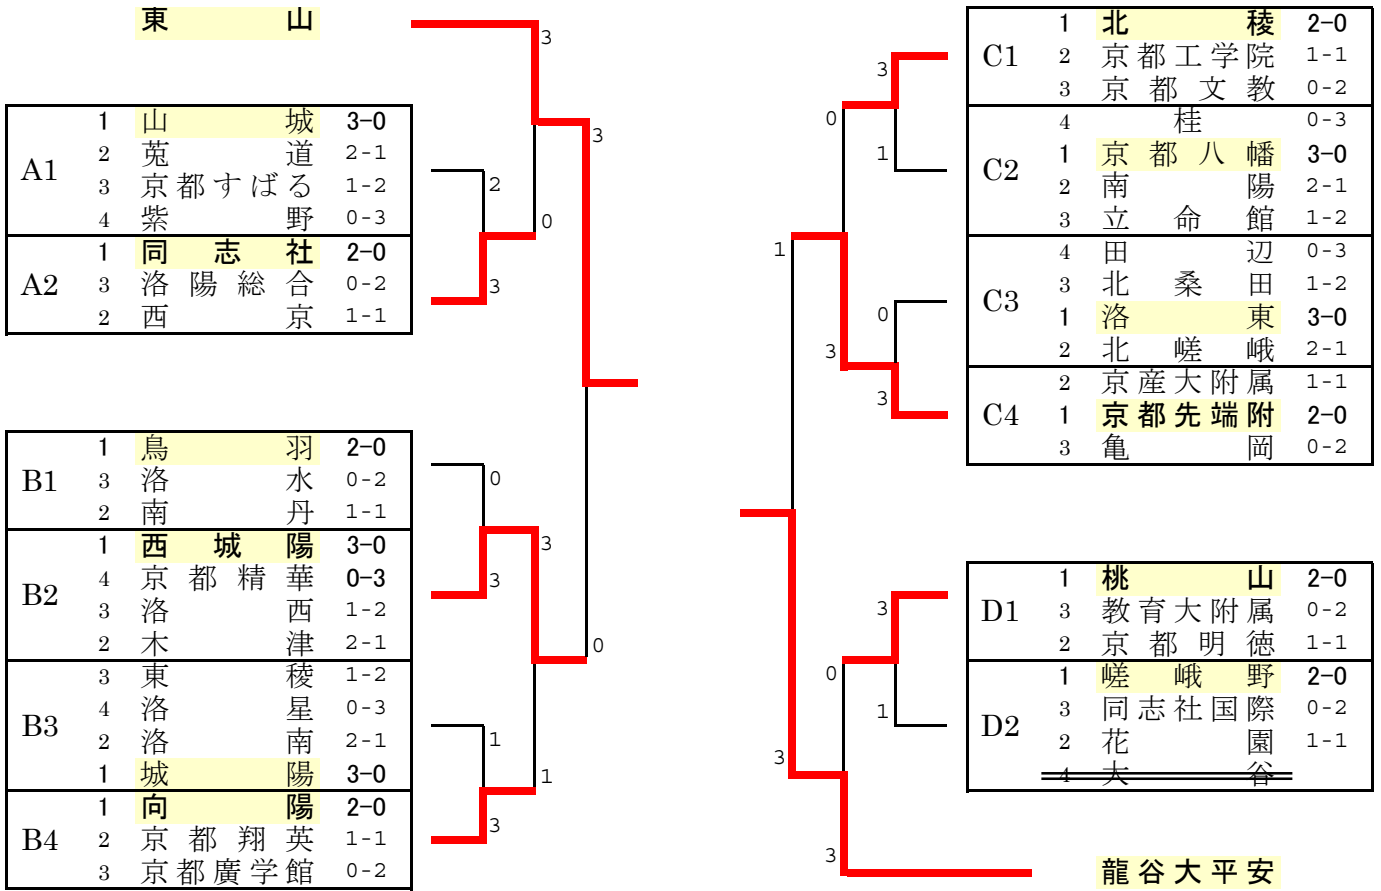 東山
3
3
A1
1 山城 3-0
2 莵道 2-1
3 京都すばる 1-2
4 紫野 0-3
2
0
A2
1 同志社 2-0
3 洛陽総合 0-2
2 西京 1-1
3
B1
1 鳥羽 2-0
3 洛水 0-2
2 南丹 1-1
0
3
B2
1 西城陽 3-0
4 京都精華 0-3
3 洛西 1-2
2 木津 2-1
3
0
B3
3 東稜 1-2
4 洛星 0-3
2 洛南 2-1
1 城陽 3-0
1
1
B4
1 向陽 2-0
2 京都翔英 1-1
3 京都廣学館 0-2
3
C1
1 北稜 2-0
2 京都工学院 1-1
3 京都文教 0-2
3
0
C2
4 桂 0-3
1 京都八幡 3-0
2 南陽 2-1
3 立命館 1-2
1
1
C3
4 田辺 0-3
3 北桑田 1-2
1 洛東 3-0
2 北嵯峨 2-1
0
3
C4
2 京産大附属 1-1
1 京都先端附 2-0
3 亀岡 0-2
3
D1
1 桃山 2-0
3 教育大附属 0-2
2 京都明徳 1-1
3
0
D2
1 嵯峨野 2-0
3 同志社国際 0-2
2 花園 1-1
4 大谷
1
3
3
龍谷大平安